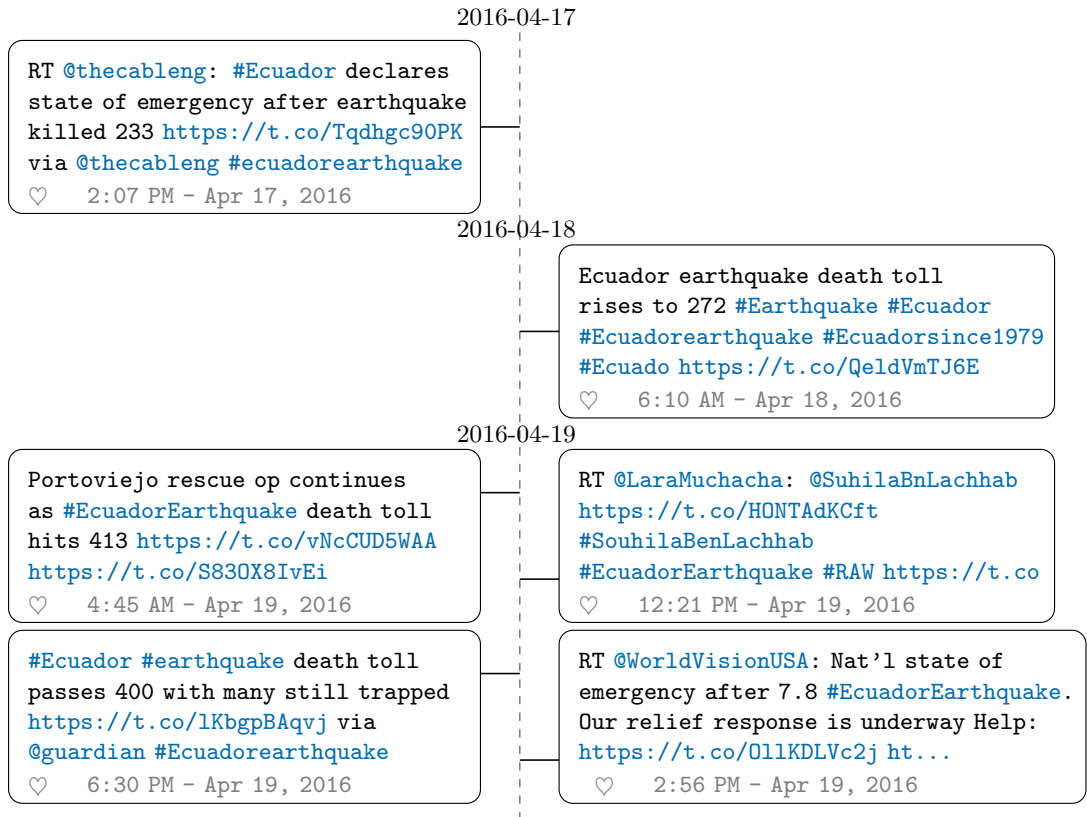 2016-04-17
RT @thecableng: #Ecuador declares
state of emergency after earthquake
killed 233 https://t.co/Tqdhgc90PK
via @thecableng #ecuadorearthquake
♡ 2:07 PM - Apr 17, 2016
2016-04-18
Ecuador earthquake death toll
rises to 272 #Earthquake #Ecuador
#Ecuadorearthquake #Ecuadorsince1979
#Ecuado https://t.co/QeldVmTJ6E
♡ 6:10 AM - Apr 18, 2016
2016-04-19
Portoviejo rescue op continues
as #EcuadorEarthquake death toll
hits 413 https://t.co/vNcCUD5WAA
https://t.co/S83OX8IvEi
♡ 4:45 AM - Apr 19, 2016
RT @LaraMuchacha: @SuhilaBnLachhab
https://t.co/HONTAdKCft
#SouhilaBenLachhab
#EcuadorEarthquake #RAW https://t.co
♡ 12:21 PM - Apr 19, 2016
#Ecuador #earthquake death toll
passes 400 with many still trapped
https://t.co/lKbgpBAqvj via
@guardian #Ecuadorearthquake
♡ 6:30 PM - Apr 19, 2016
RT @WorldVisionUSA: Nat'l state of
emergency after 7.8 #EcuadorEarthquake.
Our relief response is underway Help:
https://t.co/OllKDLVc2j ht...
♡ 2:56 PM - Apr 19, 2016